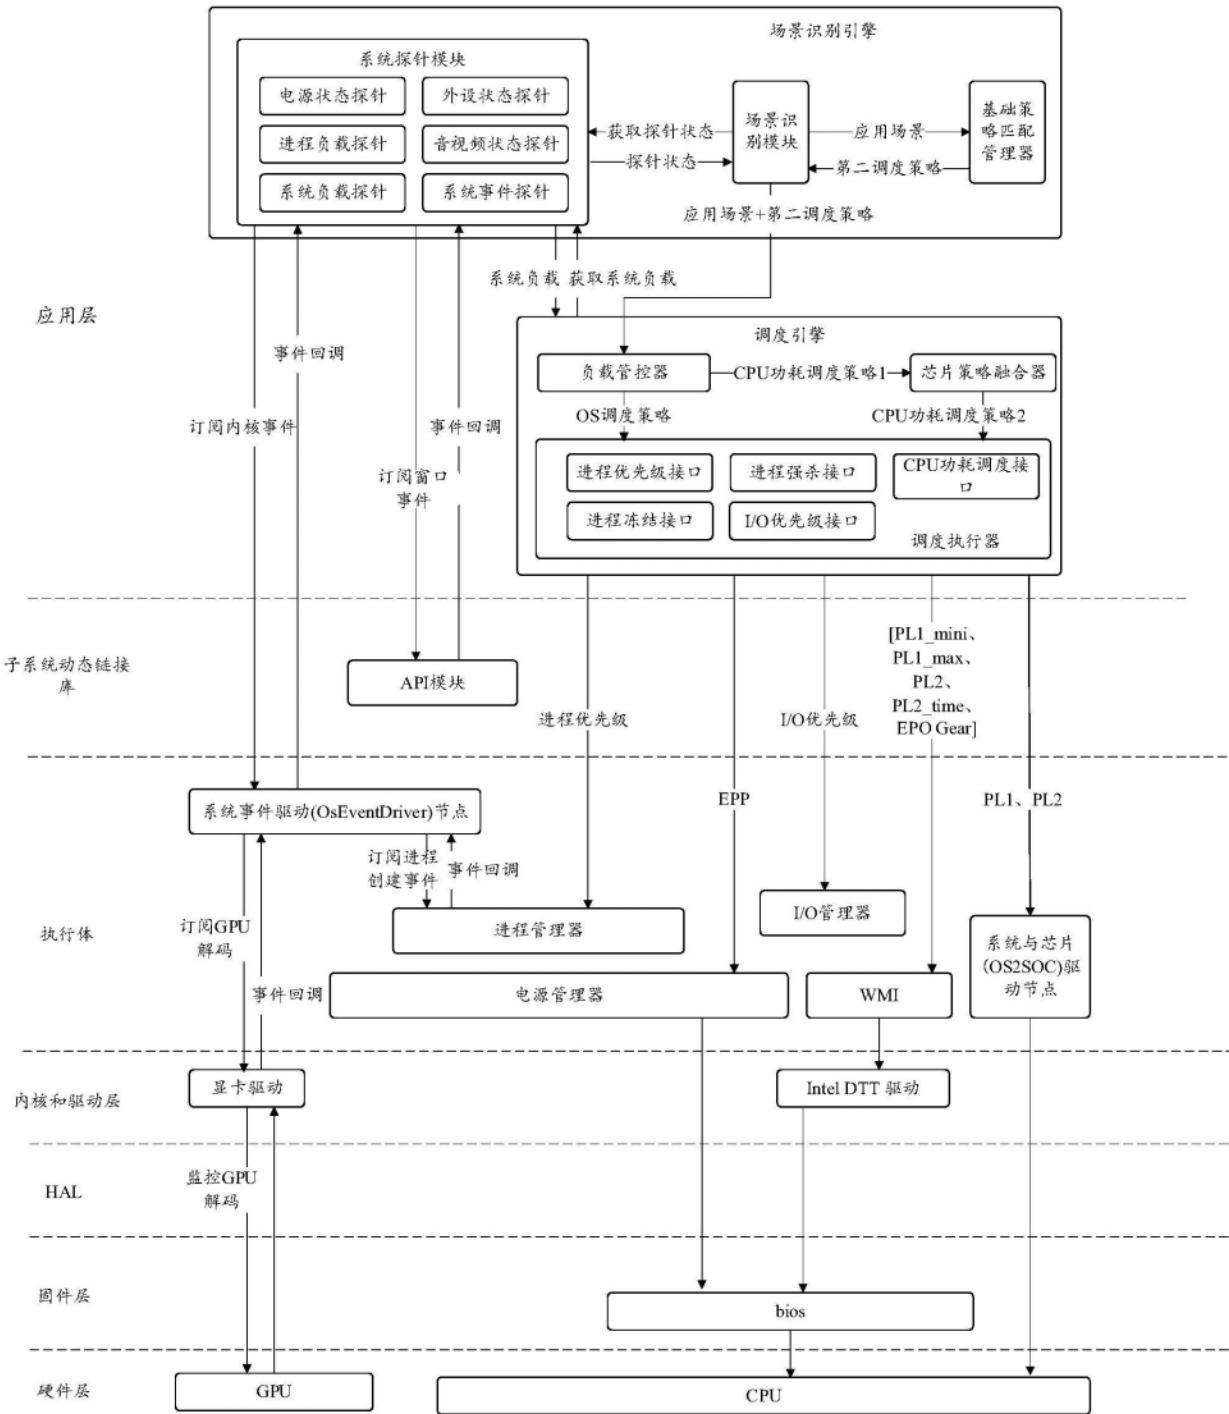 场景识别引擎
系统探针模块
电源状态探针
外设状态探针
进程负载探针
音视频状态探针
系统负载探针
系统事件探针
获取探针状态
探针状态
场景识
别模块
应用场景
第二调度策略
基础策
略匹配
管理器
应用场景+第二调度策略
系统负载 获取系统负载
应用层
事件回调
订阅内核事件
事件回调
订阅窗口
事件
调度引擎
负载管控器
CPU功耗调度策略1
芯片策略融合器
OS调度策略
CPU功耗调度策略2
进程优先级接口
进程强杀接口
CPU功耗调度接
口
进程冻结接口
I/O优先级接口
调度执行器
子系统动态链接
库
API模块
进程优先级
I/O优先级
[PL1_mini、
PL1_max、
PL2、
PL2_time、
EPO Gear]
系统事件驱动(OsEventDriver)节点
EPP
PL1、PL2
订阅进程
创建事件
事件回调
执行体
订阅GPU
解码
进程管理器
I/O管理器
系统与芯片
(OS2SOC)驱
动节点
事件回调
电源管理器
WMI
内核和驱动层
显卡驱动
Intel DTT 驱动
HAL
监控GPU
解码
固件层
bios
硬件层
GPU
CPU